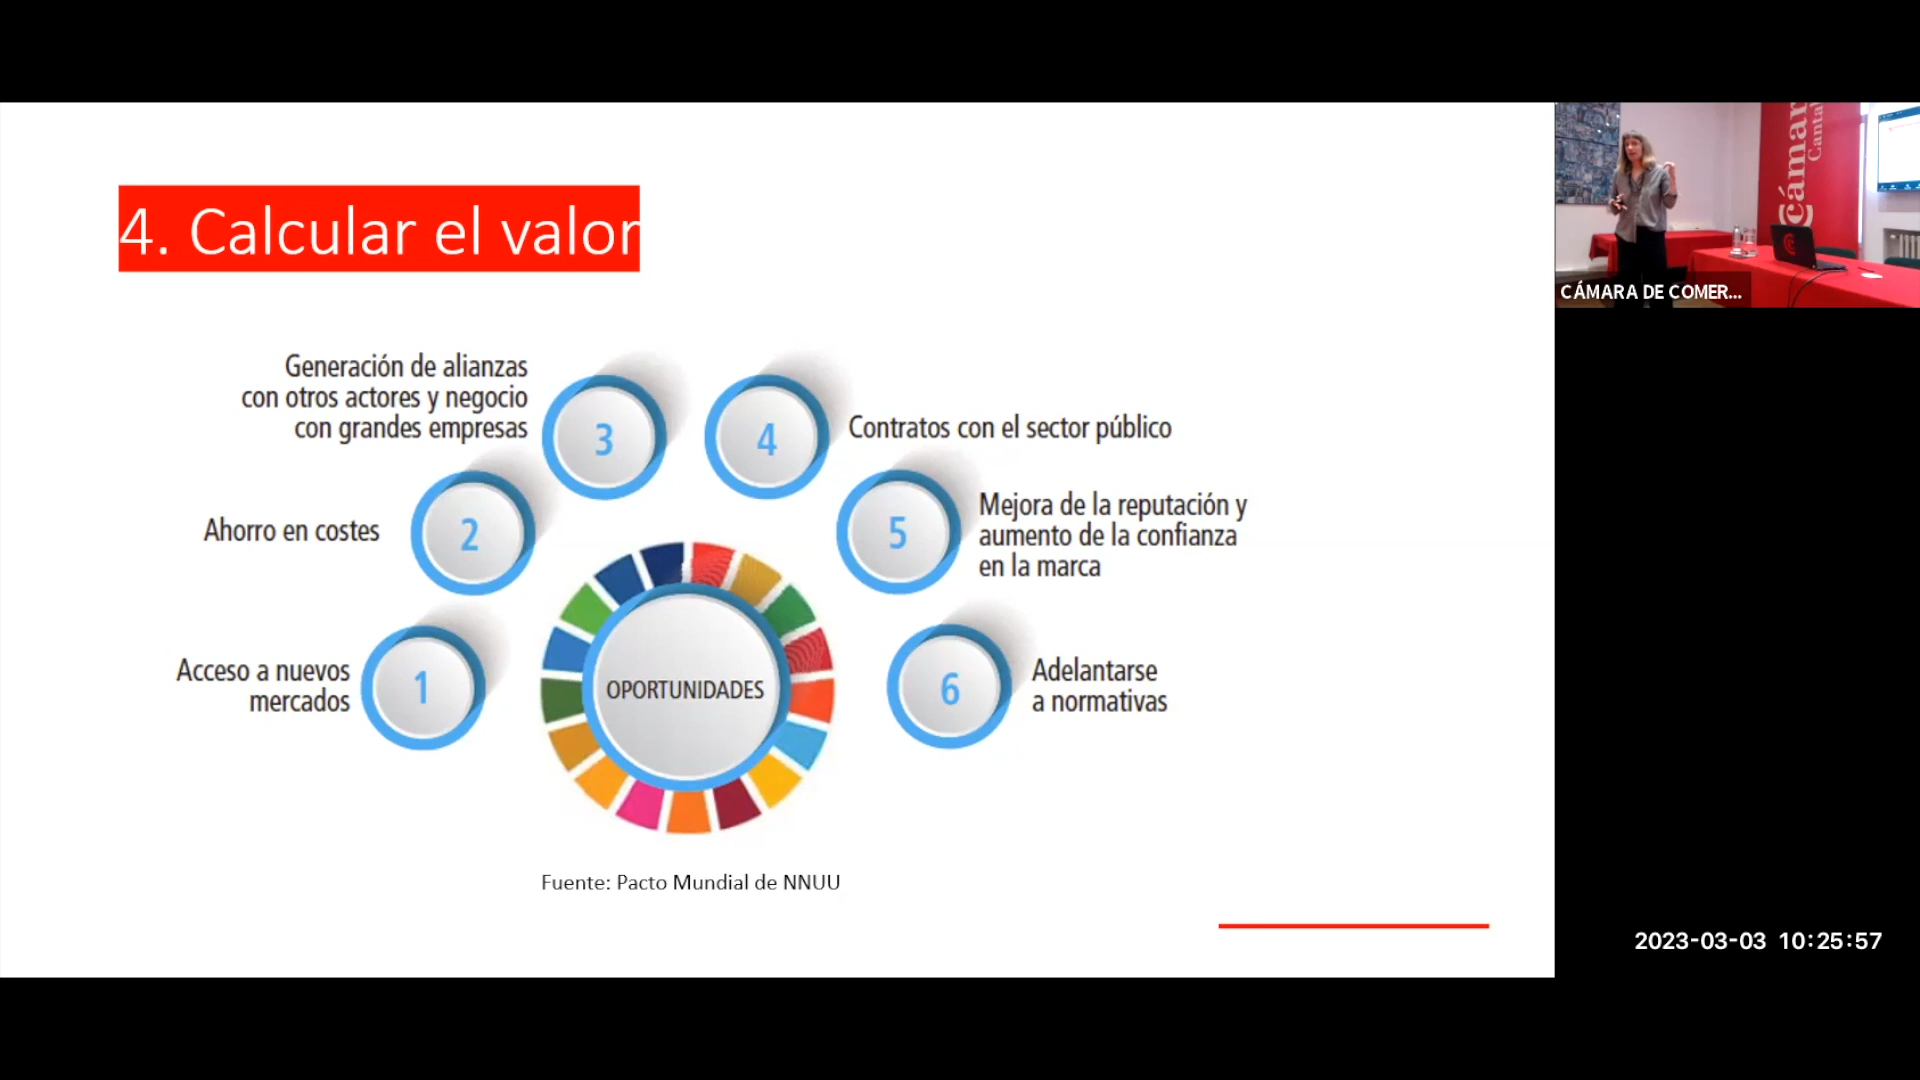 4. Calcular el valor
Generación de alianzas
con otros actores y negocio
con grandes empresas
3
4
Contratos con el sector público
Ahorro en costes
2
5
Mejora de la reputación y
aumento de la confianza
en la marca
Acceso a nuevos
mercados
1
OPORTUNIDADES
6
Adelantarse
a normativas
Fuente: Pacto Mundial de NNUU
cámar
Canta
CÁMARA DE COMER...
2023-03-03 10:25:57